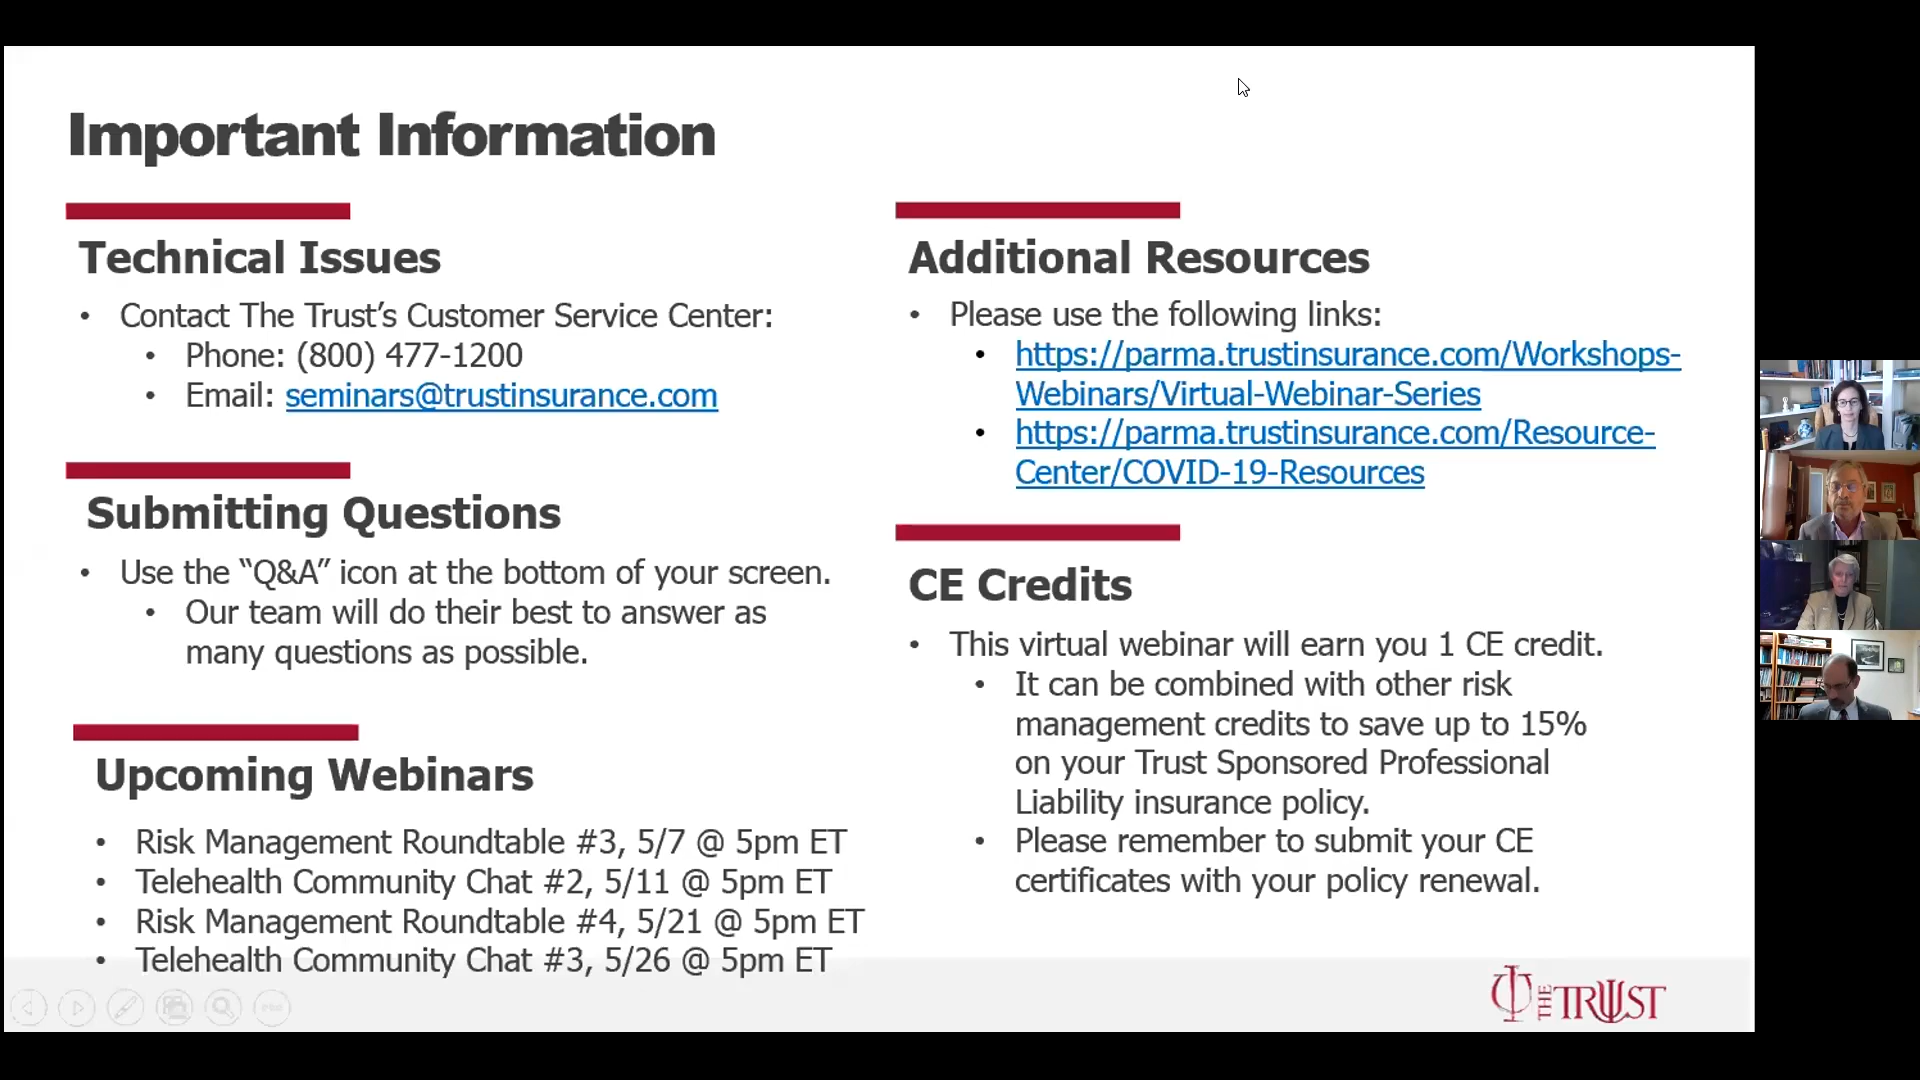 Important Information
Technical Issues
• Contact The Trust’s Customer Service Center:
• Phone: (800) 477-1200
• Email: seminars@trustinsurance.com
Submitting Questions
• Use the “Q&A” icon at the bottom of your screen.
• Our team will do their best to answer as
many questions as possible.
Upcoming Webinars
• Risk Management Roundtable #3, 5/7 @ 5pm ET
• Telehealth Community Chat #2, 5/11 @ 5pm ET
• Risk Management Roundtable #4, 5/21 @ 5pm ET
• Telehealth Community Chat #3, 5/26 @ 5pm ET
Additional Resources
• Please use the following links:
• https://parma.trustinsurance.com/Workshops-
Webinars/Virtual-Webinar-Series
• https://parma.trustinsurance.com/Resource-
Center/COVID-19-Resources
CE Credits
• This virtual webinar will earn you 1 CE credit.
• It can be combined with other risk
management credits to save up to 15%
on your Trust Sponsored Professional
Liability insurance policy.
• Please remember to submit your CE
certificates with your policy renewal.
THE TRUST